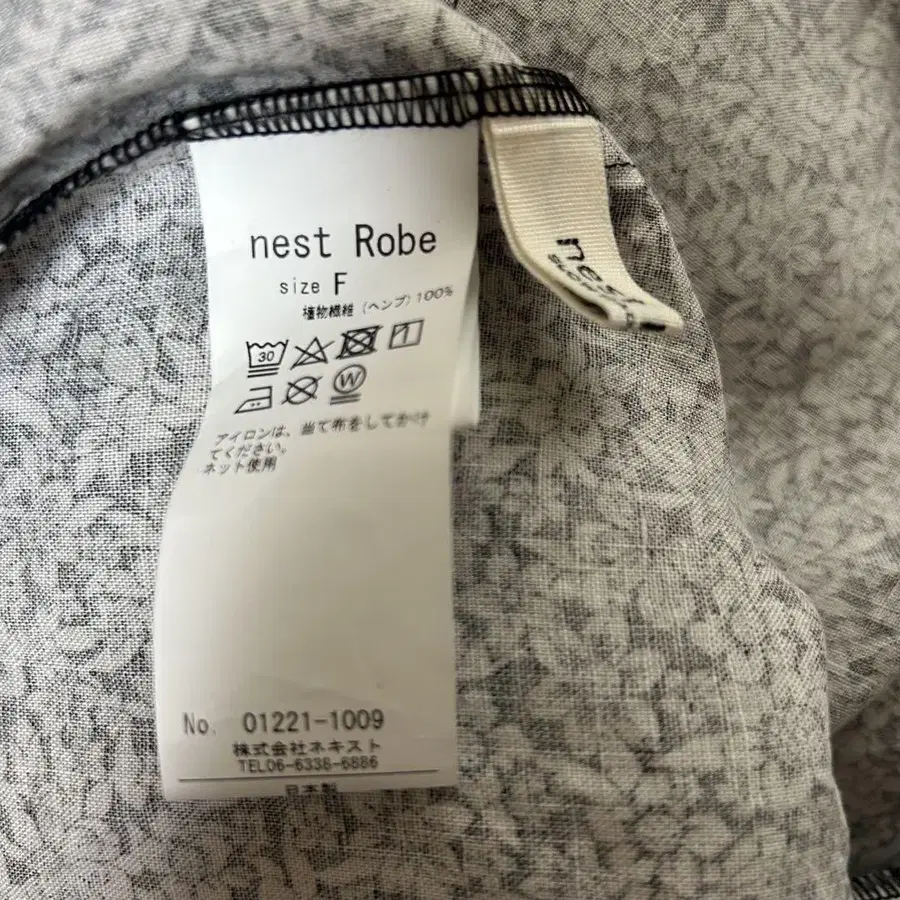 nest Robe
size F
植物繊維 (ヘンプ) 100%
30
1
W
アイロンは、当て布をしてかけ
てください。
ネット使用
No. 01221-1009
株式会社ネキスト
TEL06-6338-6886
日本製
nest